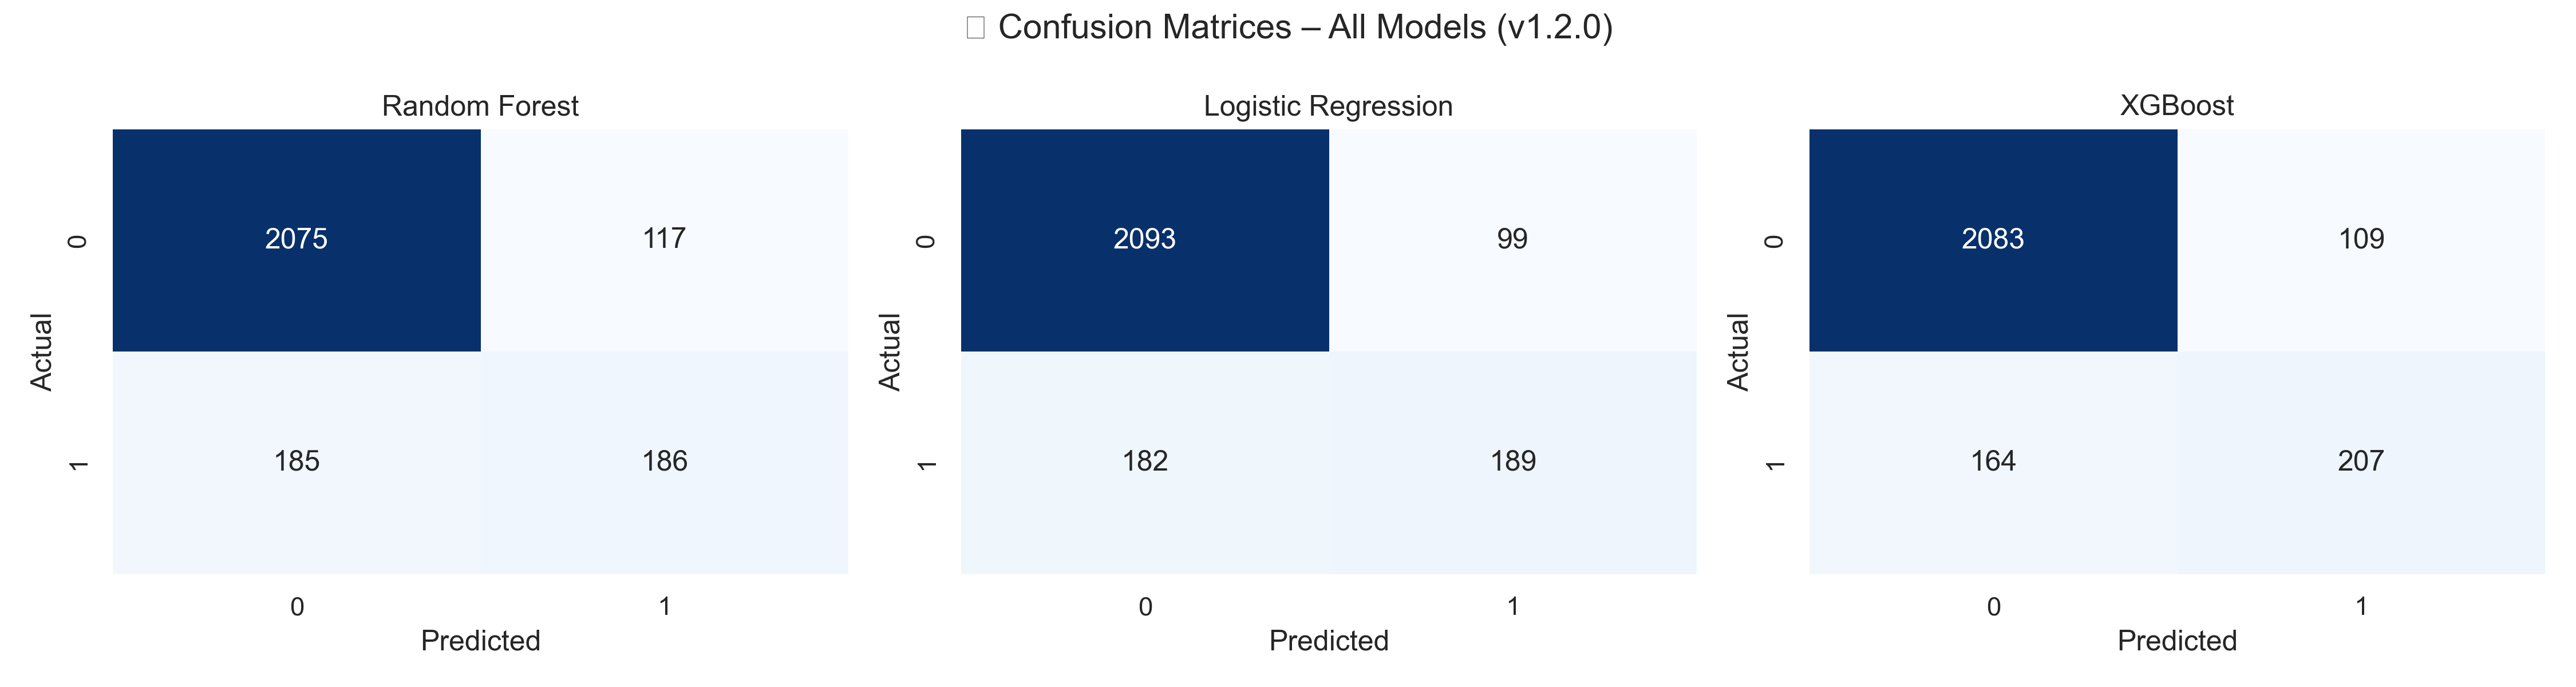 ▯ Confusion Matrices – All Models (v1.2.0)
Random Forest
Actual
0
2075 117
1
185 186
0 1
Predicted
Logistic Regression
Actual
0
2093 99
1
182 189
0 1
Predicted
XGBoost
Actual
0
2083 109
1
164 207
0 1
Predicted